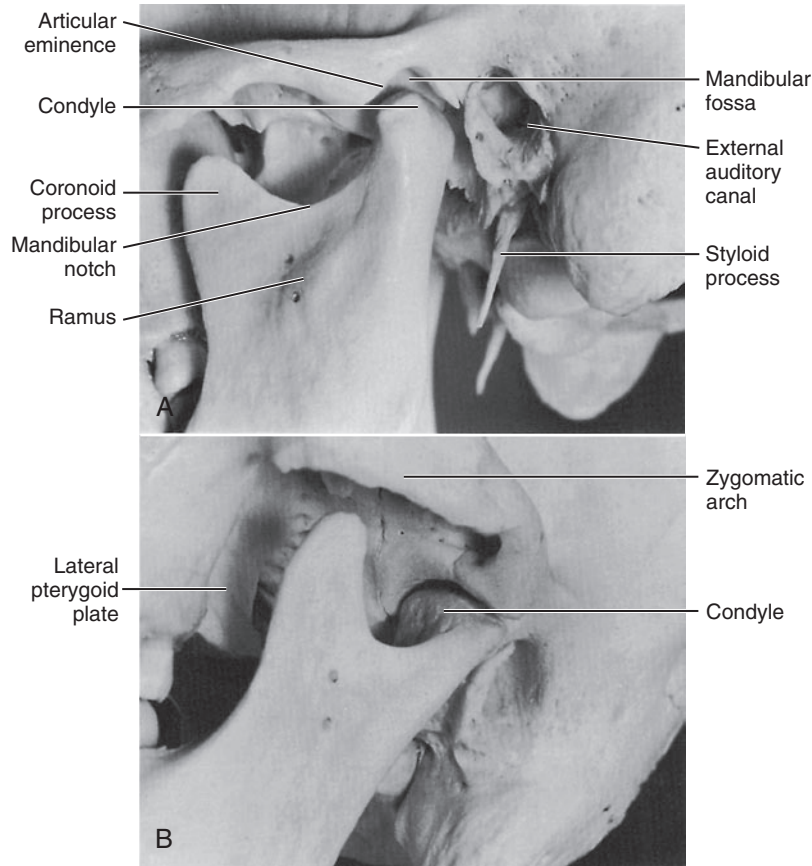 Articular
eminence
Condyle
Coronoid
process
Mandibular
notch
Ramus
Mandibular
fossa
External
auditory
canal
Styloid
process
A
Lateral
pterygoid
plate
Zygomatic
arch
Condyle
B